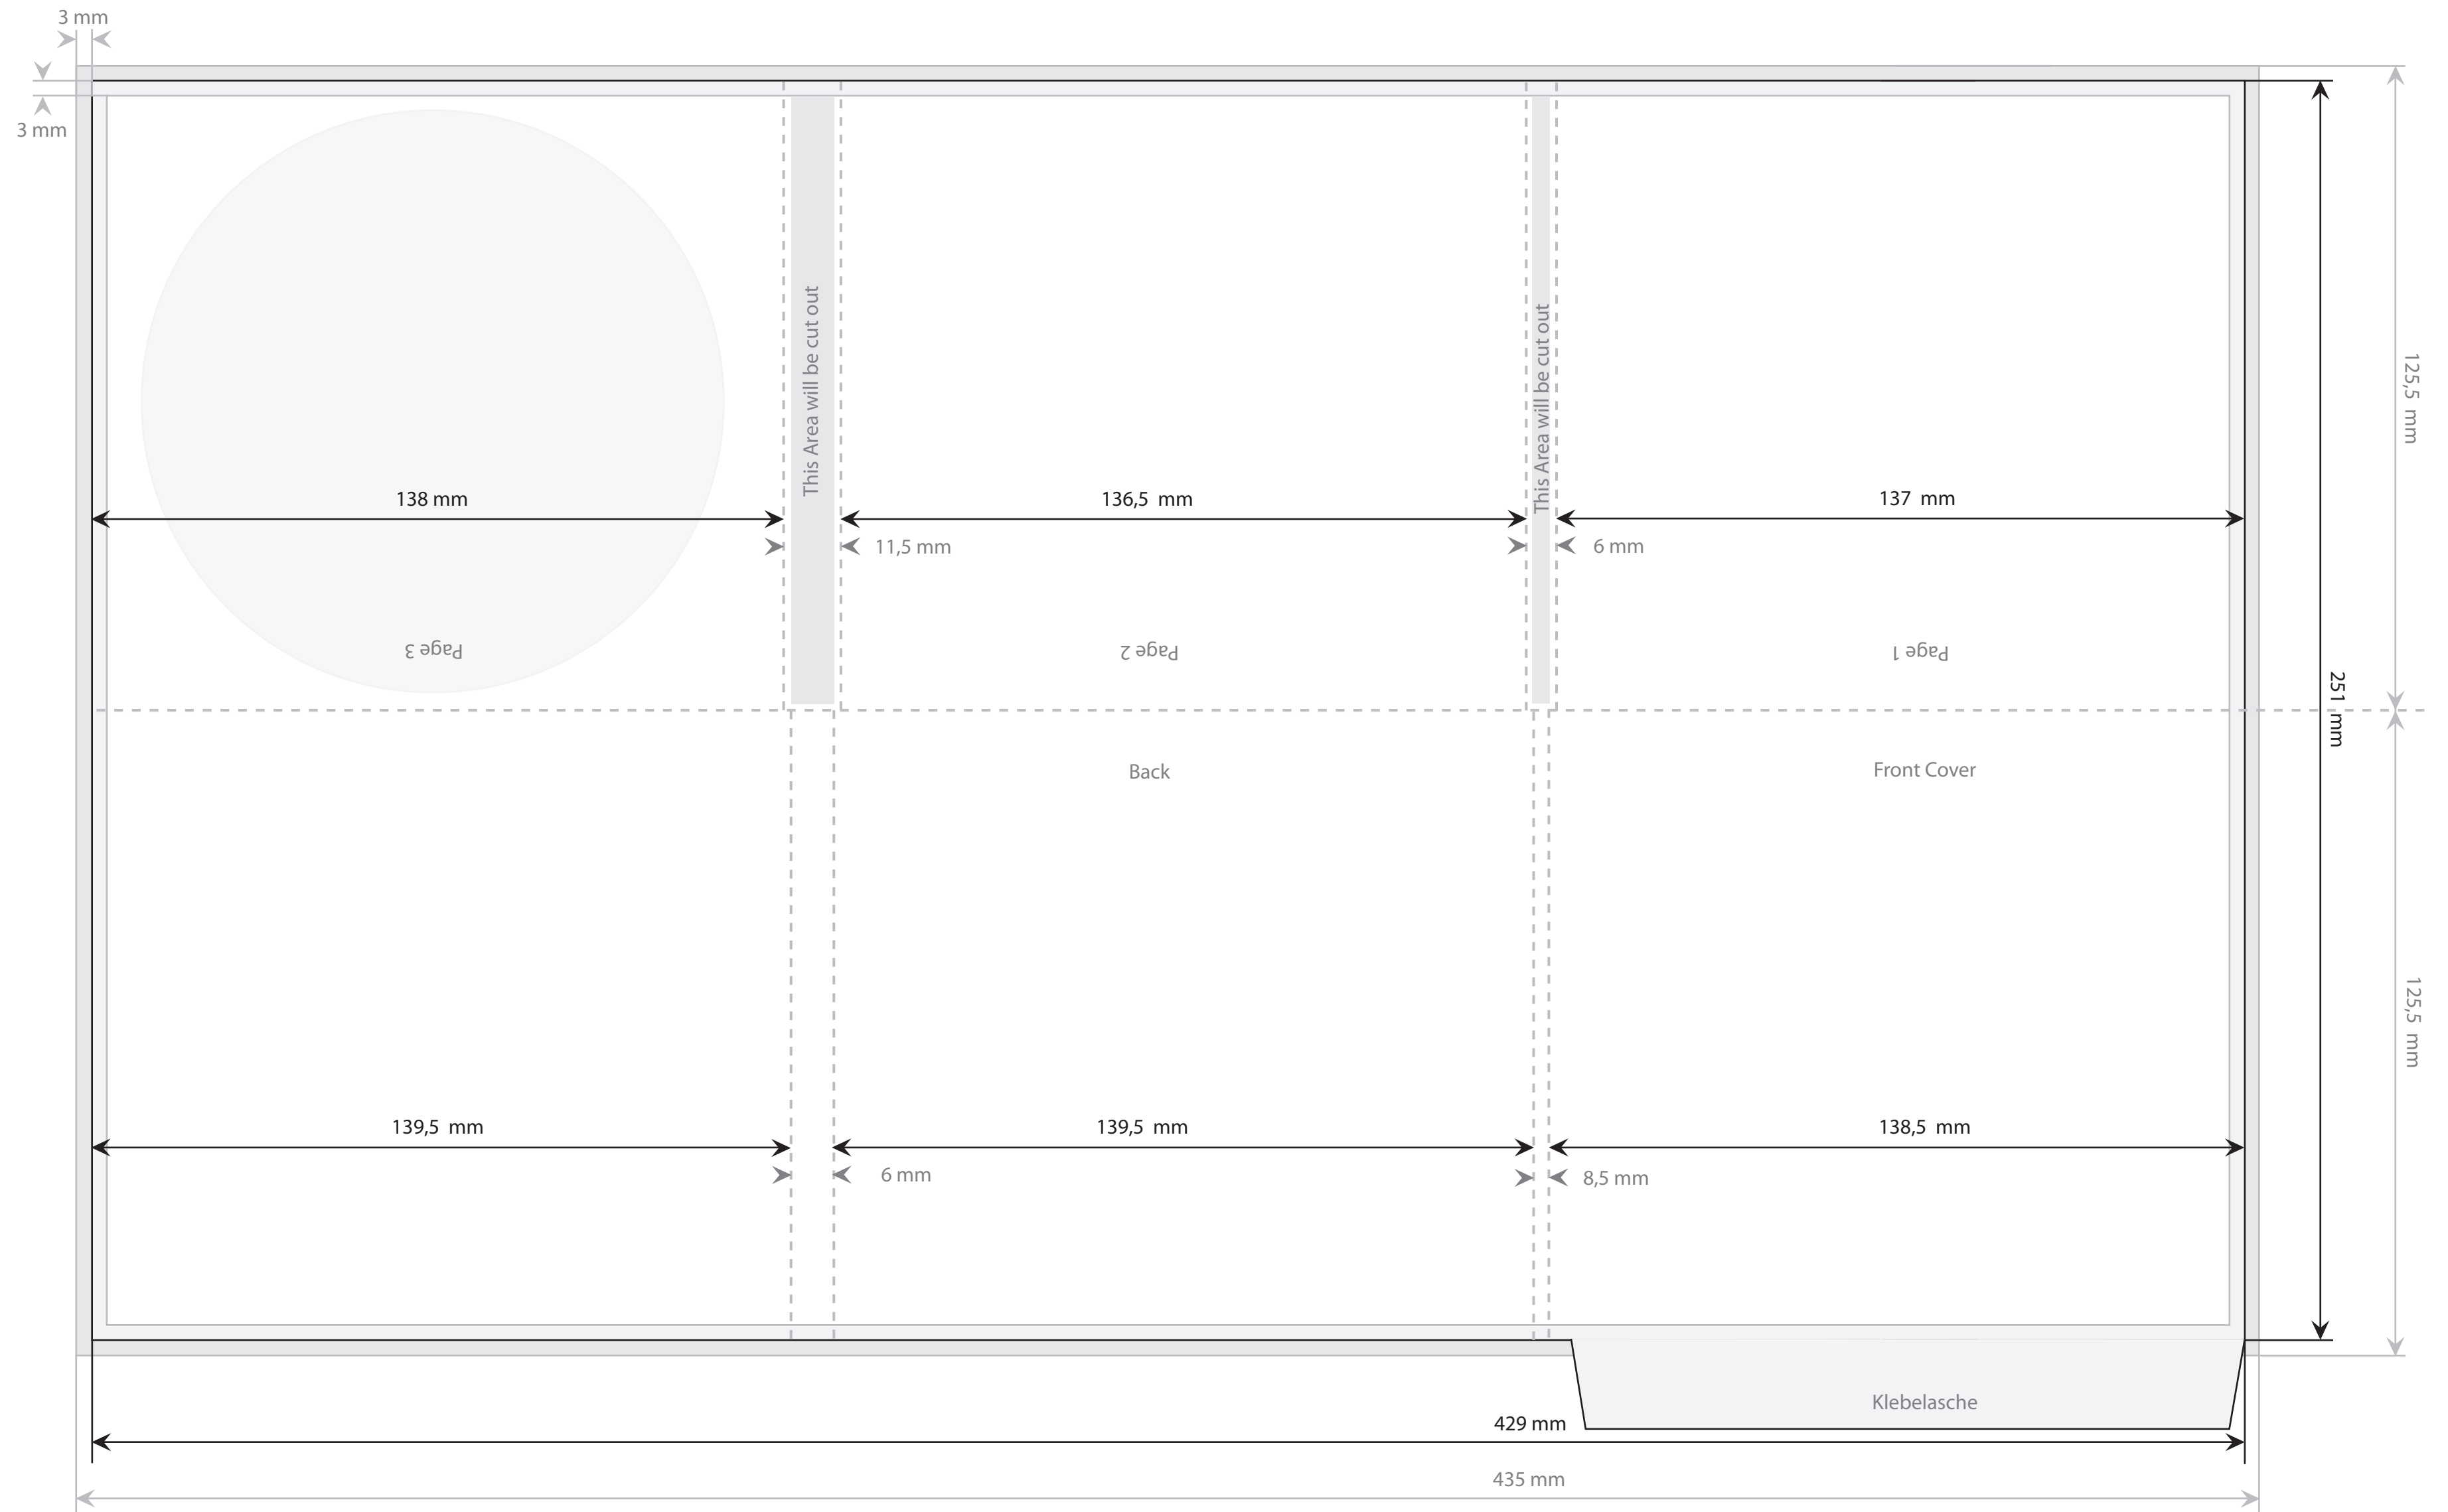 3 mm
3 mm
This Area will be cut out
This Area will be cut out
125,5 mm
138 mm
136,5 mm
137 mm
11,5 mm
6 mm
Page 3
Page 2
Page 1
251 mm
Back
Front Cover
125,5 mm
139,5 mm
139,5 mm
138,5 mm
6 mm
8,5 mm
Klebelasche
429 mm
435 mm